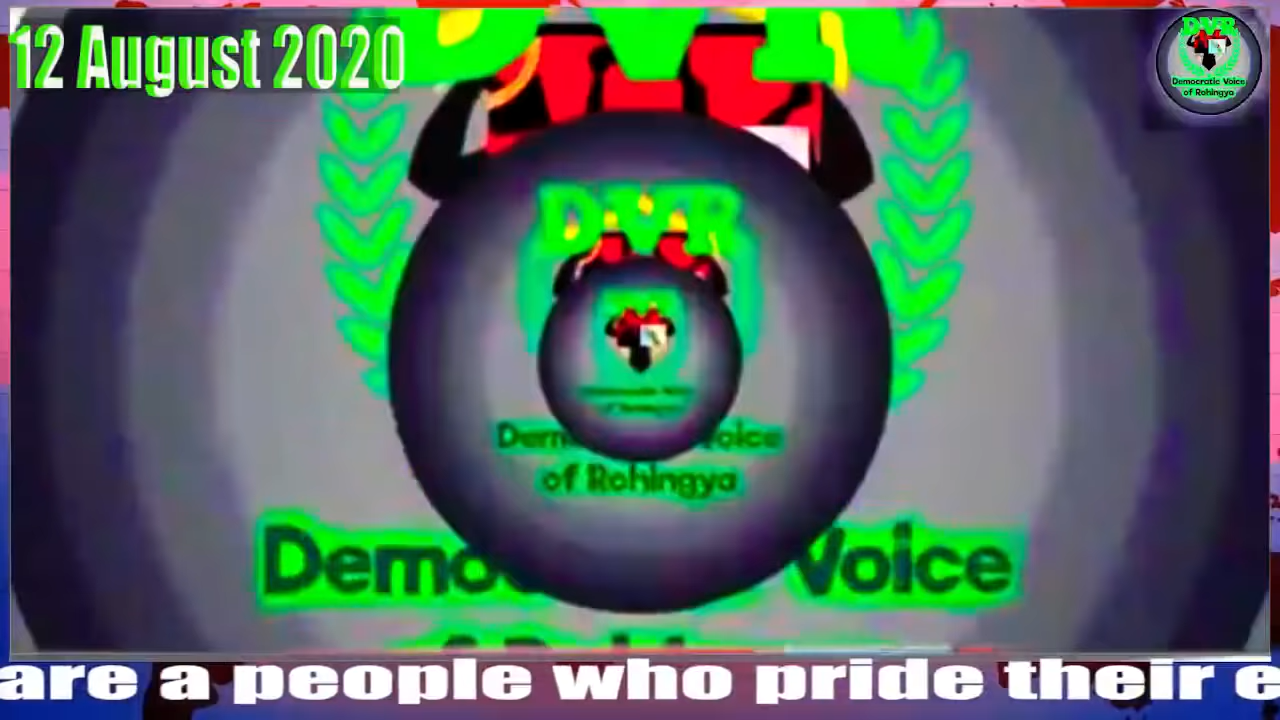 12 August 2020
DVR
Democratic Voice
of Rohingya
DVR
DVR
Dem
Voice
of Rohingya
Demo
Voice
are a people who pride their e